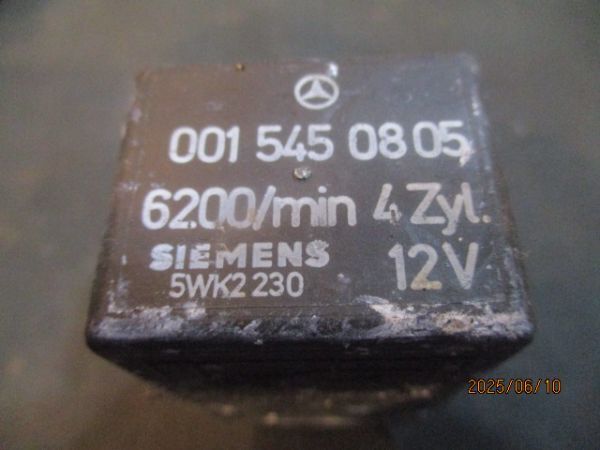 001 545 08 05
6200/min 4 Zyl.
SIEMENS 12V
5WK2 230
2025/06/10